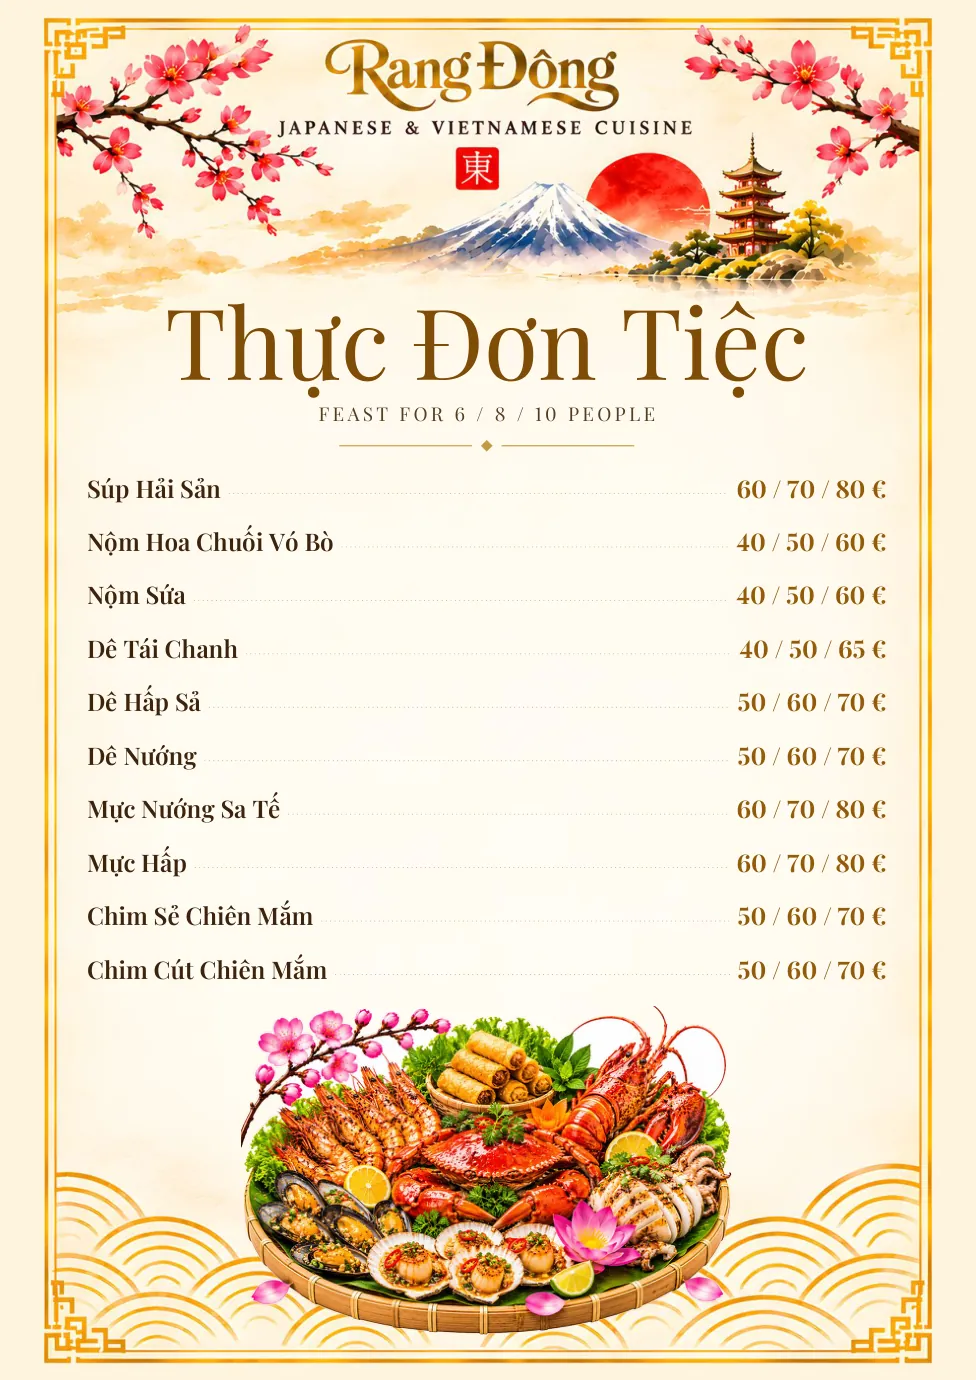 Rang Đông
JAPANESE & VIETNAMESE CUISINE
東
Thực Đơn Tiệc
FEAST FOR 6 / 8 / 10 PEOPLE
Súp Hải Sản 60 / 70 / 80 €
Nộm Hoa Chuối Vó Bò 40 / 50 / 60 €
Nộm Sứa 40 / 50 / 60 €
Dê Tái Chanh 40 / 50 / 65 €
Dê Hấp Sả 50 / 60 / 70 €
Dê Nướng 50 / 60 / 70 €
Mực Nướng Sa Tế 60 / 70 / 80 €
Mực Hấp 60 / 70 / 80 €
Chim Sẻ Chiên Mắm 50 / 60 / 70 €
Chim Cút Chiên Mắm 50 / 60 / 70 €